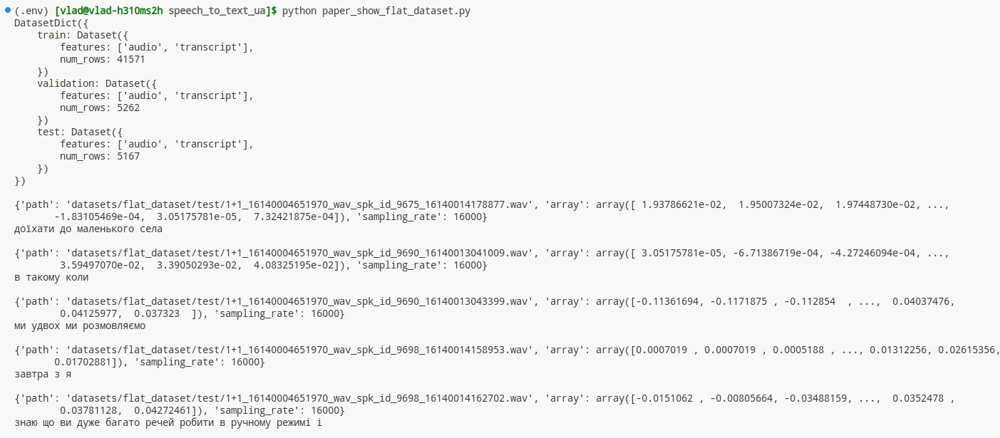 (.env) [vlad@vlad-h310ms2h speech_to_text_ua]$ python paper_show_flat_dataset.py
DatasetDict({
    train: Dataset({
        features: ['audio', 'transcript'],
        num_rows: 41571
    })
    validation: Dataset({
        features: ['audio', 'transcript'],
        num_rows: 5262
    })
    test: Dataset({
        features: ['audio', 'transcript'],
        num_rows: 5167
    })
})

{'path': 'datasets/flat_dataset/test/1+1_16140004651970_wav_spk_id_9675_16140014178877.wav', 'array': array([ 1.93786621e-02,  1.95007324e-02,  1.97448730e-02, ...,
       -1.83105469e-04,  3.05175781e-05,  7.32421875e-04]), 'sampling_rate': 16000}
доїхати до маленького села

{'path': 'datasets/flat_dataset/test/1+1_16140004651970_wav_spk_id_9690_16140013041009.wav', 'array': array([ 3.05175781e-05, -6.71386719e-04, -4.27246094e-04, ...,
        3.59497070e-02,  3.39050293e-02,  4.08325195e-02]), 'sampling_rate': 16000}
в такому коли

{'path': 'datasets/flat_dataset/test/1+1_16140004651970_wav_spk_id_9690_16140013043399.wav', 'array': array([-0.11361694, -0.1171875 , -0.112854  , ...,  0.04037476,
        0.04125977,  0.037323  ]), 'sampling_rate': 16000}
ми удвох ми розмовляємо

{'path': 'datasets/flat_dataset/test/1+1_16140004651970_wav_spk_id_9698_16140014158953.wav', 'array': array([0.0007019 , 0.0007019 , 0.0005188 , ..., 0.01312256, 0.02615356,
       0.01702881]), 'sampling_rate': 16000}
завтра з я

{'path': 'datasets/flat_dataset/test/1+1_16140004651970_wav_spk_id_9698_16140014162702.wav', 'array': array([-0.0151062 , -0.00805664, -0.03488159, ...,  0.0352478 ,
        0.03781128,  0.04272461]), 'sampling_rate': 16000}
знаю що ви дуже багато речей робити в ручному режимі і